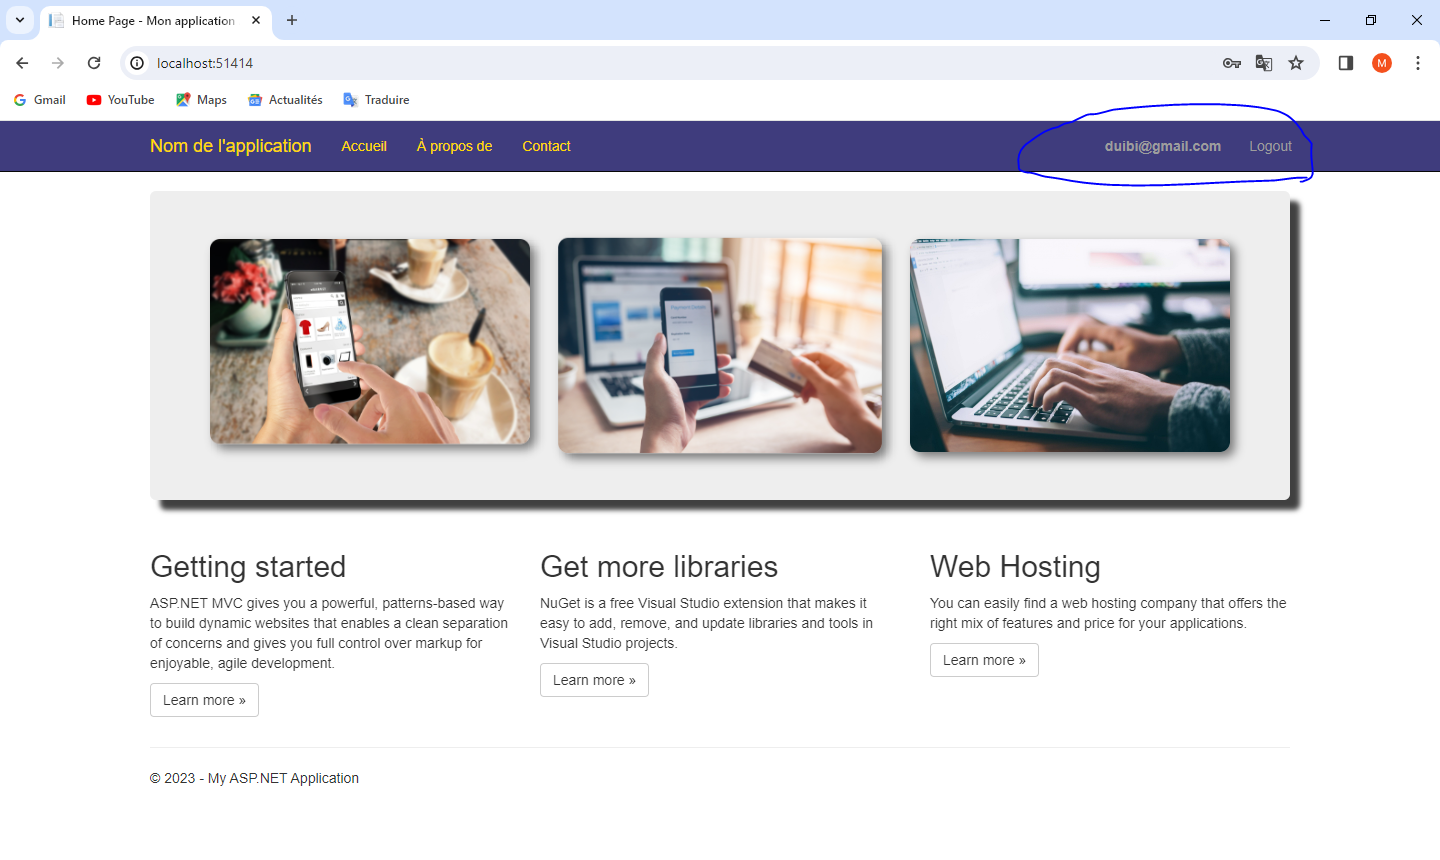 Home Page - Mon application
localhost:51414
M
Gmail
YouTube
Maps
Actualités
Traduire
Nom de l'application
Accueil
À propos de
Contact
duibi@gmail.com
Logout
Getting started
ASP.NET MVC gives you a powerful, patterns-based way
to build dynamic websites that enables a clean separation
of concerns and gives you full control over markup for
enjoyable, agile development.
Learn more »
Get more libraries
NuGet is a free Visual Studio extension that makes it
easy to add, remove, and update libraries and tools in
Visual Studio projects.
Learn more »
Web Hosting
You can easily find a web hosting company that offers the
right mix of features and price for your applications.
Learn more »
© 2023 - My ASP.NET Application